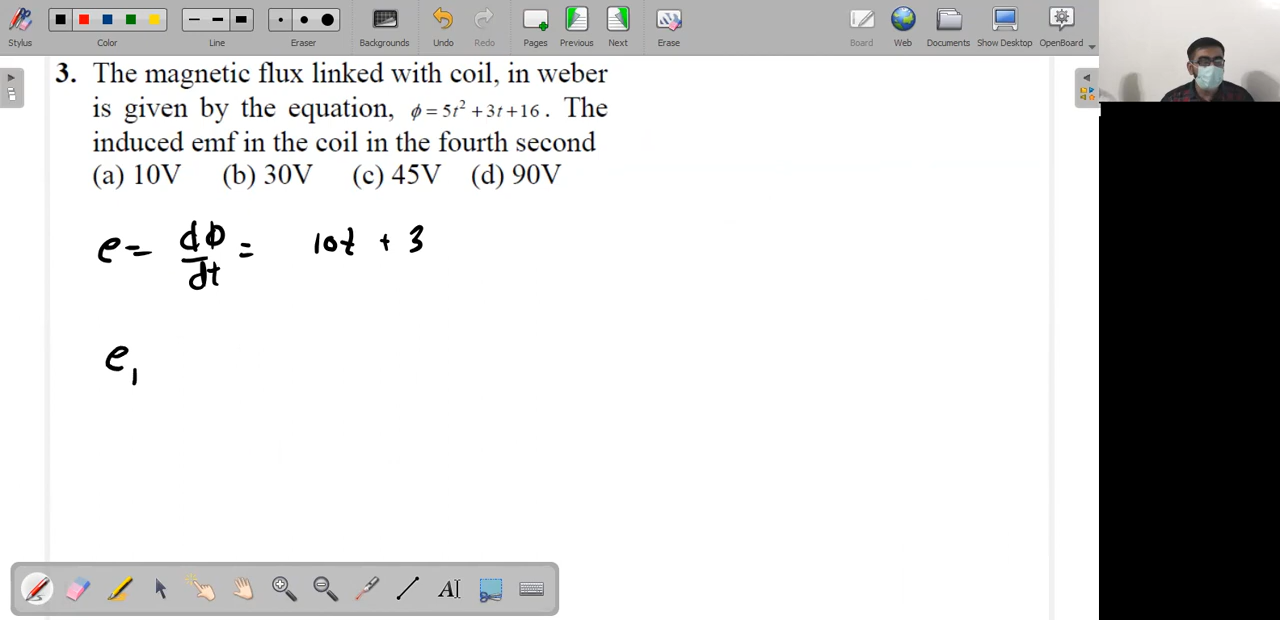 Stylus
Color
Line
Eraser
Backgrounds
Undo
Redo
Pages
Previous
Next
Erase
Board
Web
Documents
Show Desktop
OpenBoard
3. The magnetic flux linked with coil, in weber
is given by the equation, ϕ = 5t² + 3t + 16. The
induced emf in the coil in the fourth second
(a) 10V (b) 30V (c) 45V (d) 90V
e = dϕ/dt = 10t + 3
e₁
AI